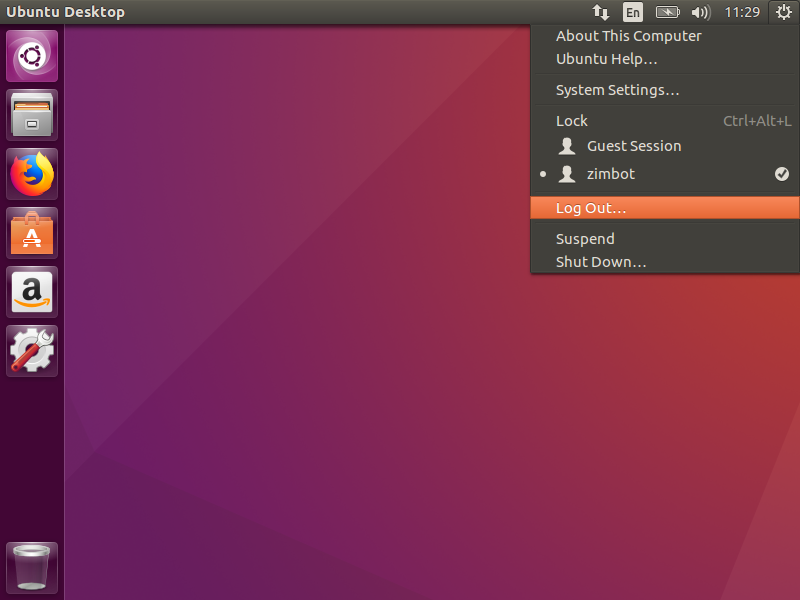 Ubuntu Desktop
En
11:29
About This Computer
Ubuntu Help…
System Settings…
Lock Ctrl+Alt+L
Guest Session
zimbot
Log Out…
Suspend
Shut Down…
A
a